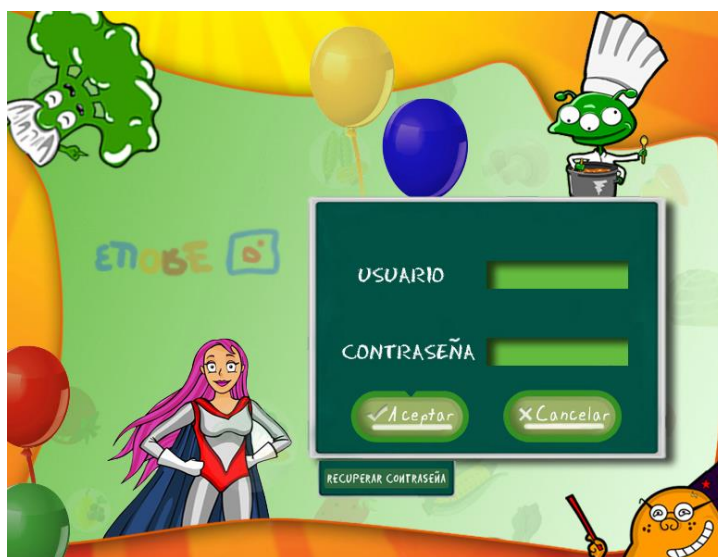 ETIOBE
USUARIO
CONTRASEÑA
Aceptar
Cancelar
RECUPERAR CONTRASEÑA